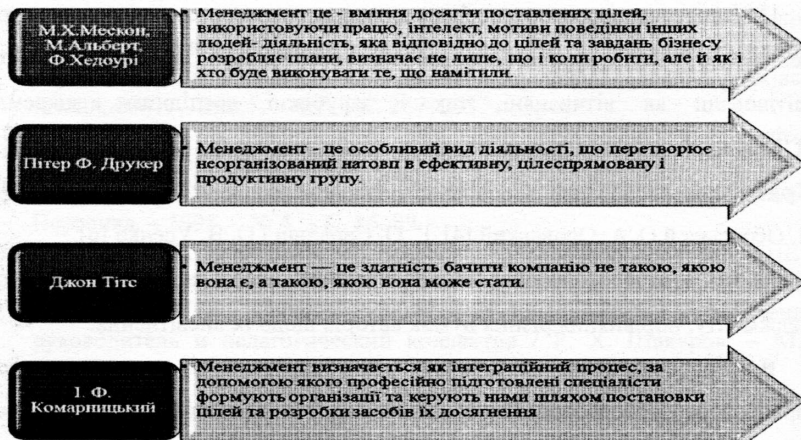 М.Х.Мескон,
М.Альберт,
Ф.Хедоурі
• Менеджмент це - вміння досягти поставлених цілей,
використовуючи працю, інтелект, мотиви поведінки інших
людей- діяльність, яка відповідно до цілей та завдань бізнесу
розробляє плани, визначає не лише, що і коли робити, але й як і
хто буде виконувати те, що намітили.
Пітер Ф. Друкер
• Менеджмент - це особливий вид діяльності, що перетворює
неорганізований натовп в ефективну, цілеспрямовану і
продуктивну групу.
Джон Тітс
• Менеджмент — це здатність бачити компанію не такою, якою
вона є, а такою, якою вона може стати.
І. Ф.
Комарницький
• Менеджмент визначається як інтеграційний процес, за
допомогою якого професійно підготовлені спеціалісти
формують організації та керують ними шляхом постановки
цілей та розробки засобів їх досягнення